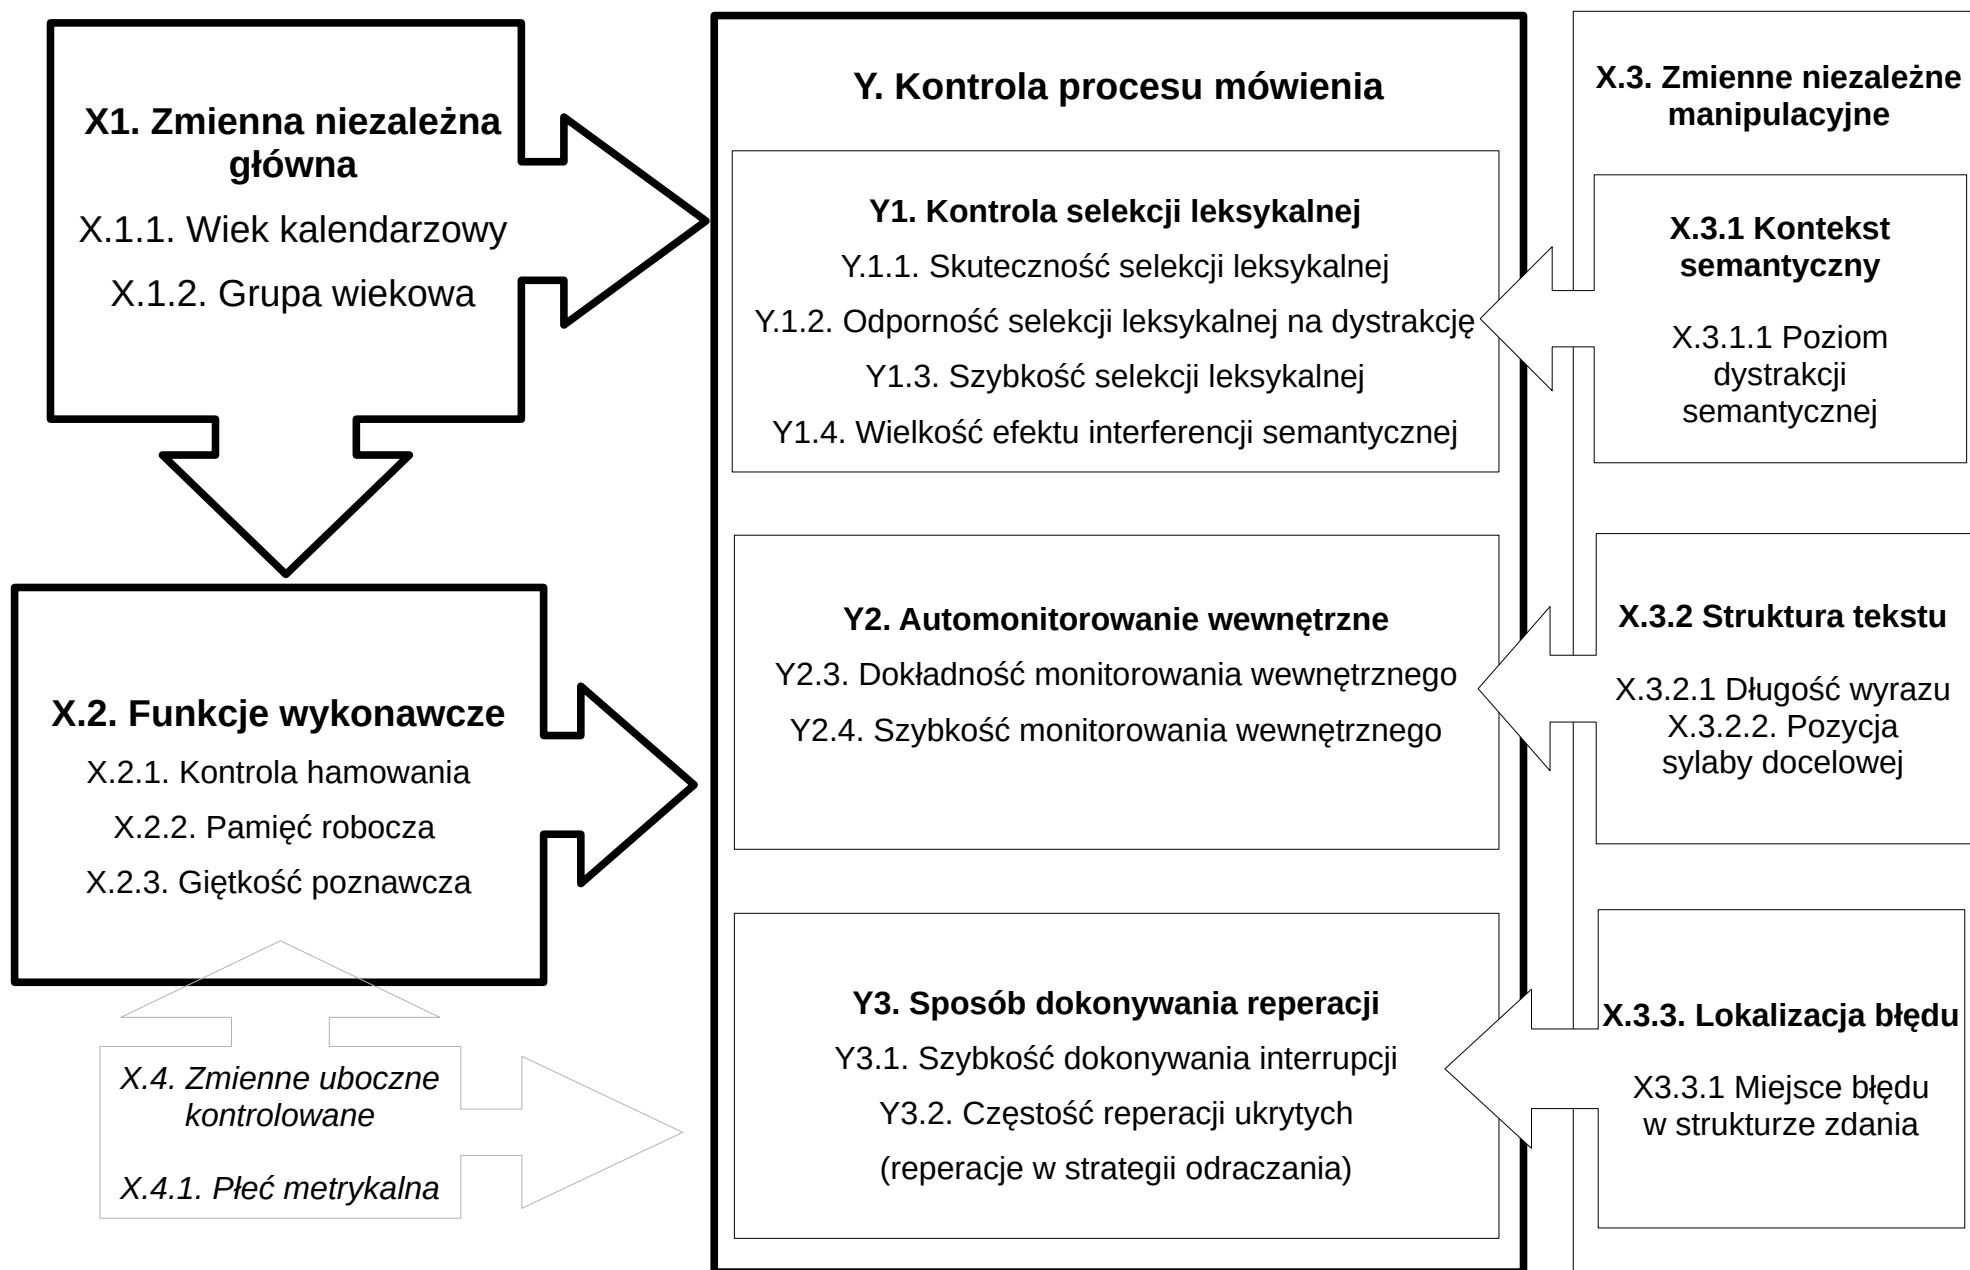 X1. Zmienna niezależna
główna
X.1.1. Wiek kalendarzowy
X.1.2. Grupa wiekowa
X.2. Funkcje wykonawcze
X.2.1. Kontrola hamowania
X.2.2. Pamięć robocza
X.2.3. Giętkość poznawcza
X.4. Zmienne uboczne
kontrolowane
X.4.1. Płeć metrykalna
Y. Kontrola procesu mówienia
Y1. Kontrola selekcji leksykalnej
Y.1.1. Skuteczność selekcji leksykalnej
Y.1.2. Odporność selekcji leksykalnej na dystrakcję
Y1.3. Szybkość selekcji leksykalnej
Y1.4. Wielkość efektu interferencji semantycznej
Y2. Automonitorowanie wewnętrzne
Y2.3. Dokładność monitorowania wewnętrznego
Y2.4. Szybkość monitorowania wewnętrznego
Y3. Sposób dokonywania reperacji
Y3.1. Szybkość dokonywania interrupcji
Y3.2. Częstość reperacji ukrytych
(reperacje w strategii odraczania)
X.3. Zmienne niezależne
manipulacyjne
X.3.1 Kontekst
semantyczny
X.3.1.1 Poziom
dystrakcji
semantycznej
X.3.2 Struktura tekstu
X.3.2.1 Długość wyrazu
X.3.2.2. Pozycja
sylaby docelowej
X.3.3. Lokalizacja błędu
X3.3.1 Miejsce błędu
w strukturze zdania